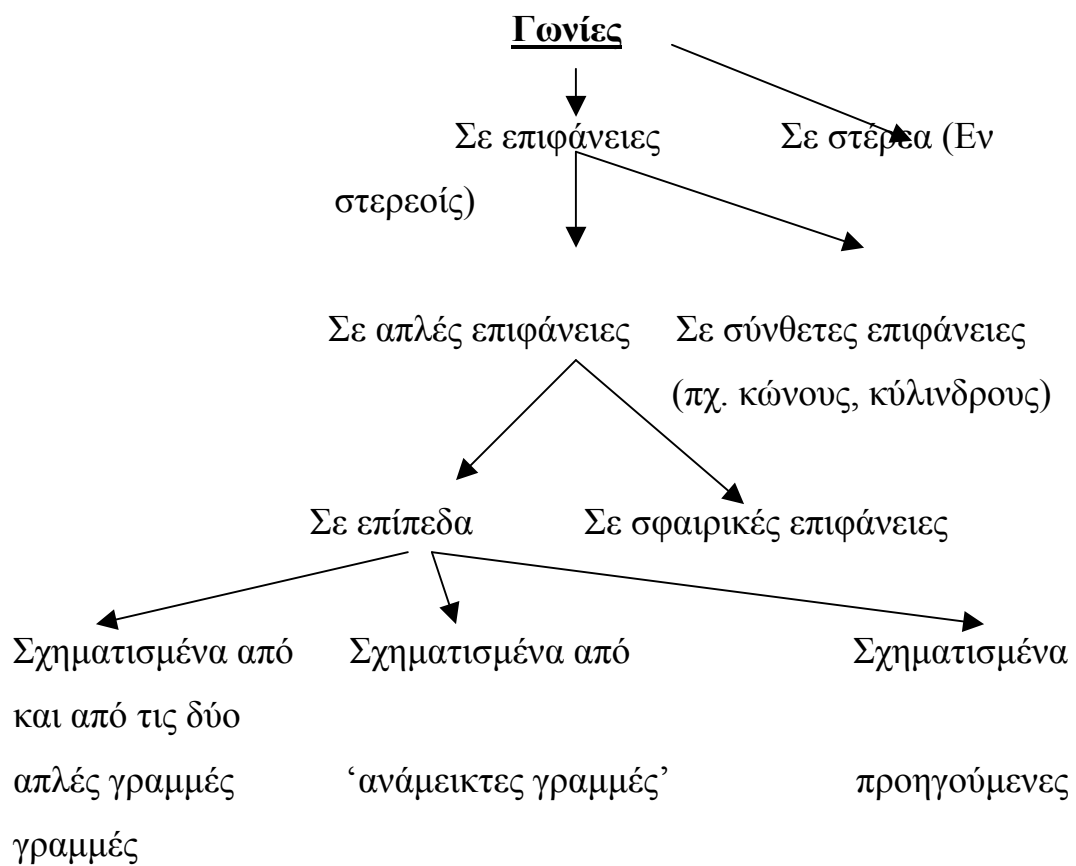 Γωνίες
Σε επιφάνειες Σε στέρεα (Εν
στερεοίς)
Σε απλές επιφάνειες Σε σύνθετες επιφάνειες
(πχ. κώνους, κύλινδρους)
Σε επίπεδα Σε σφαιρικές επιφάνειες
Σχηματισμένα από Σχηματισμένα από Σχηματισμένα
και από τις δύο
απλές γραμμές ‘ανάμεικτες γραμμές’ προηγούμενες
γραμμές